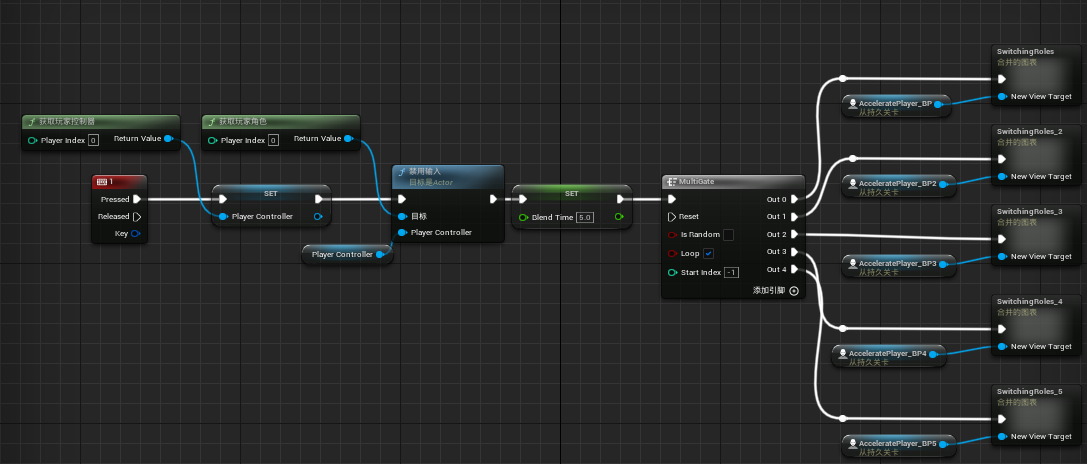 获取玩家控制器
Player Index 0
Return Value
获取玩家角色
Player Index 0
Return Value
1
Pressed
Released
Key
SET
Player Controller
禁用输入
目标是Actor
目标
Player Controller
Player Controller
SET
Blend Time 5.0
MultiGate
Out 0
Reset
Out 1
Is Random
Out 2
Loop
Out 3
Start Index -1
Out 4
添加引脚
SwitchingRoles
合并的图表
New View Target
AcceleratePlayer_BP
从持久关卡
SwitchingRoles_2
合并的图表
New View Target
AcceleratePlayer_BP2
从持久关卡
SwitchingRoles_3
合并的图表
New View Target
AcceleratePlayer_BP3
从持久关卡
SwitchingRoles_4
合并的图表
New View Target
AcceleratePlayer_BP4
从持久关卡
SwitchingRoles_5
合并的图表
New View Target
AcceleratePlayer_BP5
从持久关卡